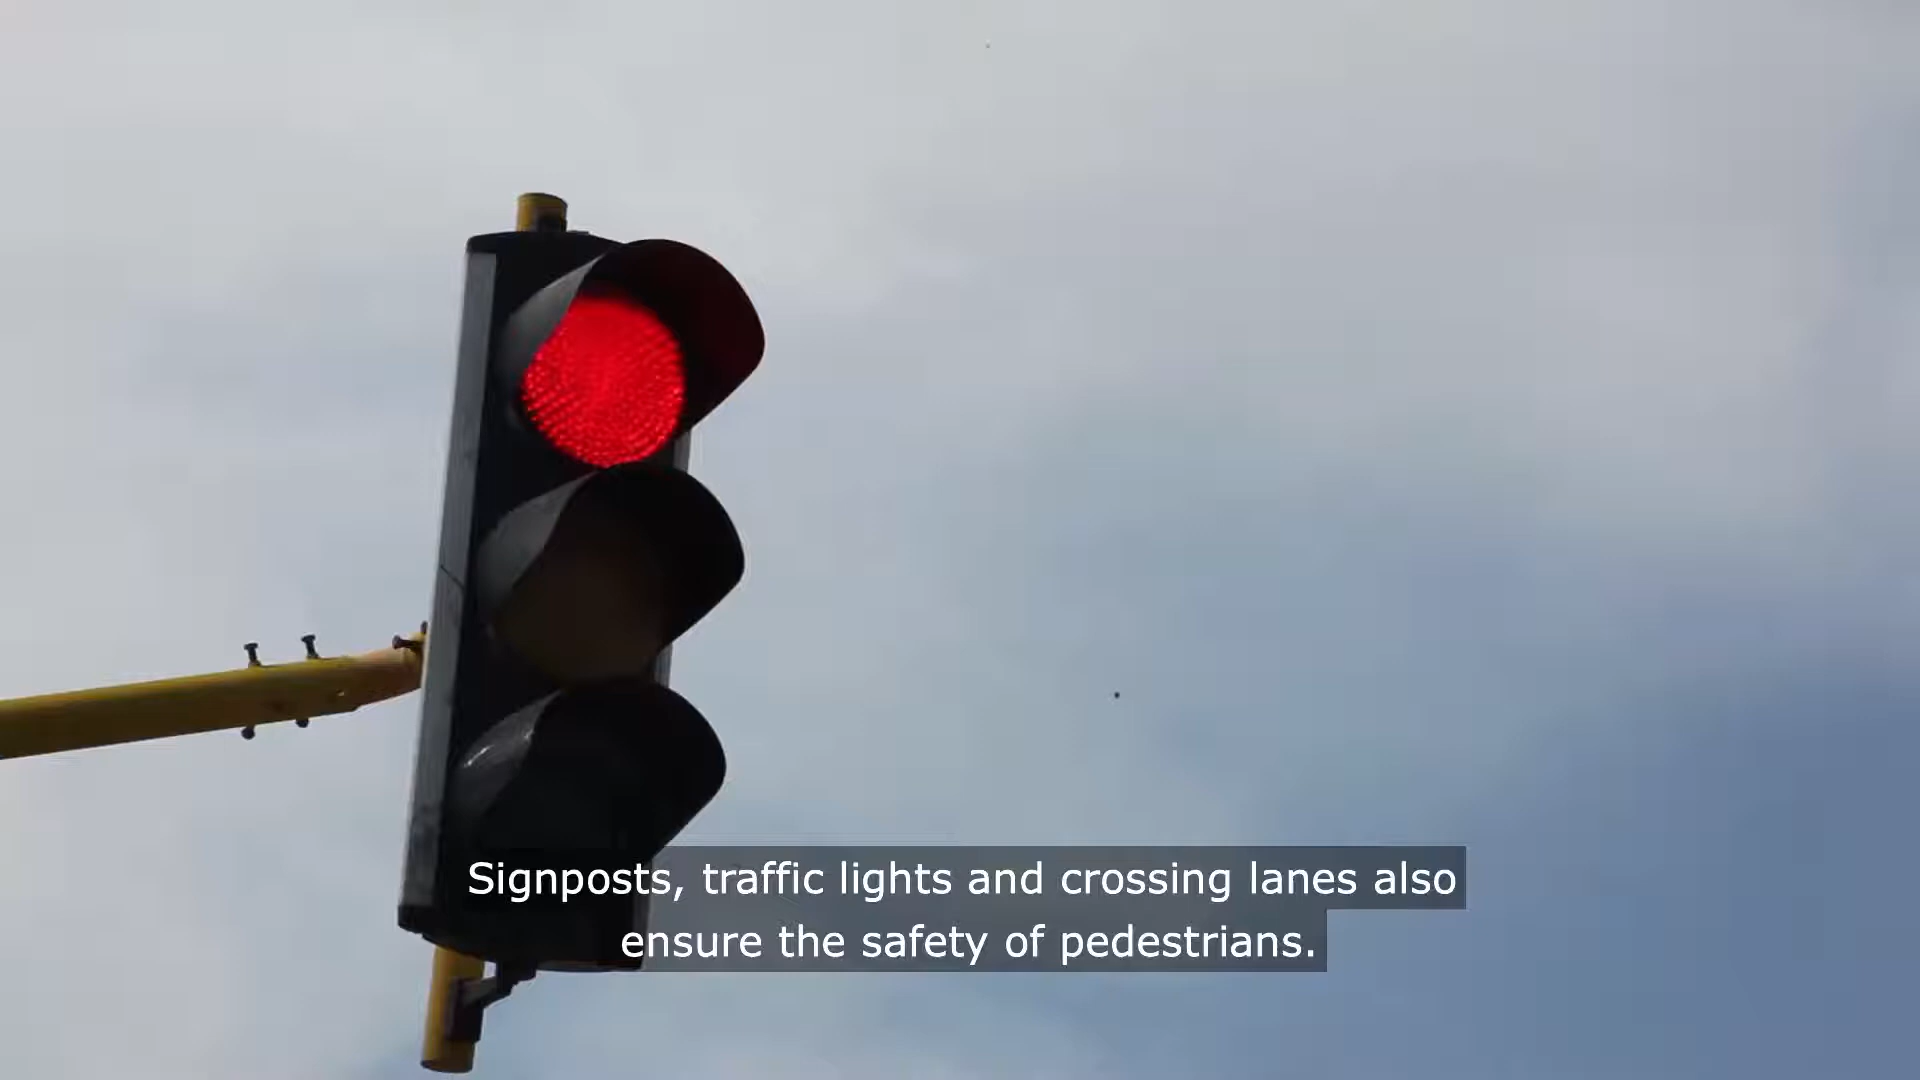 Signposts, traffic lights and crossing lanes also
ensure the safety of pedestrians.